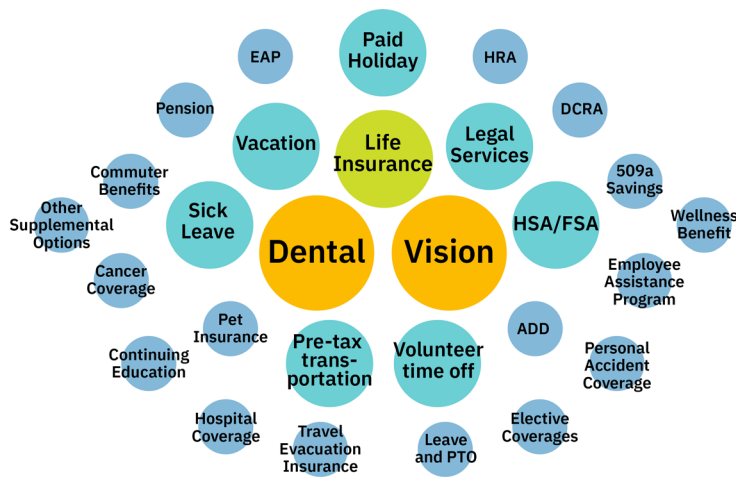 EAP
Paid
Holiday
HRA
Pension
DCRA
Vacation
Life
Insurance
Legal
Services
Commuter
Benefits
509a
Savings
Other
Supplemental
Options
Sick
Leave
HSA/FSA
Wellness
Benefit
Dental
Vision
Cancer
Coverage
Employee
Assistance
Program
Pet
Insurance
ADD
Continuing
Education
Pre-tax
trans-
portation
Volunteer
time off
Personal
Accident
Coverage
Hospital
Coverage
Travel
Evacuation
Insurance
Leave
and PTO
Elective
Coverages